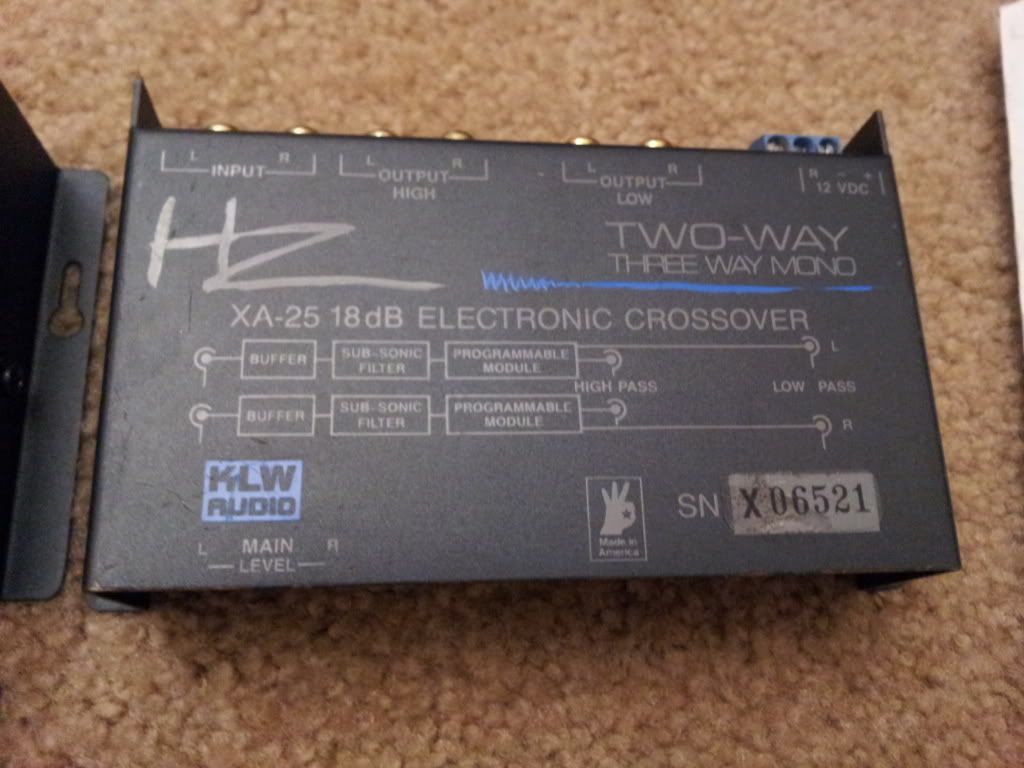 L R
INPUT
L R
OUTPUT
HIGH
L R
OUTPUT
LOW
R - +
12 VDC
HZ
TWO-WAY
THREE WAY MONO
XA-25 18dB ELECTRONIC CROSSOVER
BUFFER SUB-SONIC FILTER PROGRAMMABLE MODULE L
HIGH PASS LOW PASS
BUFFER SUB-SONIC FILTER PROGRAMMABLE MODULE R
KLW
AUDIO
L MAIN R
LEVEL
Made in
America
SN X06521